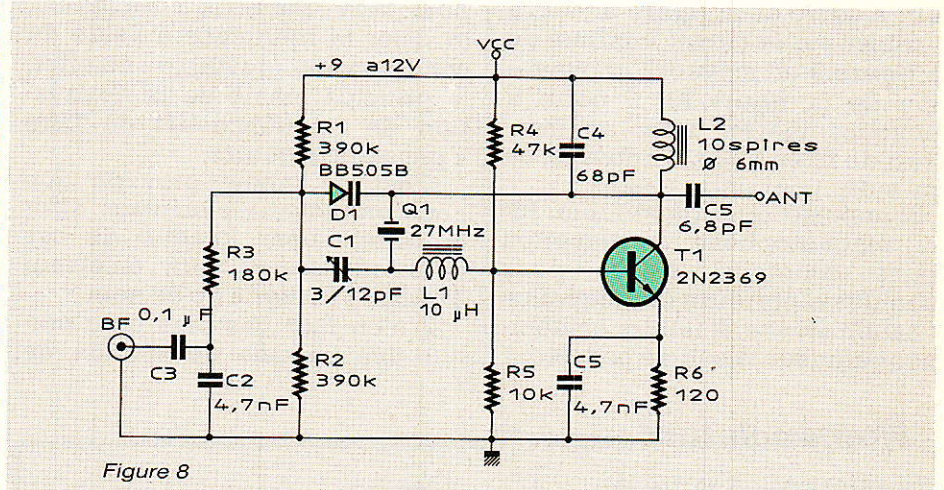 VCC
+9 a12V
R1
390k
R4
47k
C4
68pF
L2
10spires
Ø 6mm
BB505B
D1
Q1
27MHz
C5
6,8pF
ANT
R3
180k
C1
3/12pF
L1
10 µH
T1
2N2369
BF
0,1 µF
C3
C2
4,7nF
R2
390k
R5
10k
C5
4,7nF
R6
120
Figure 8